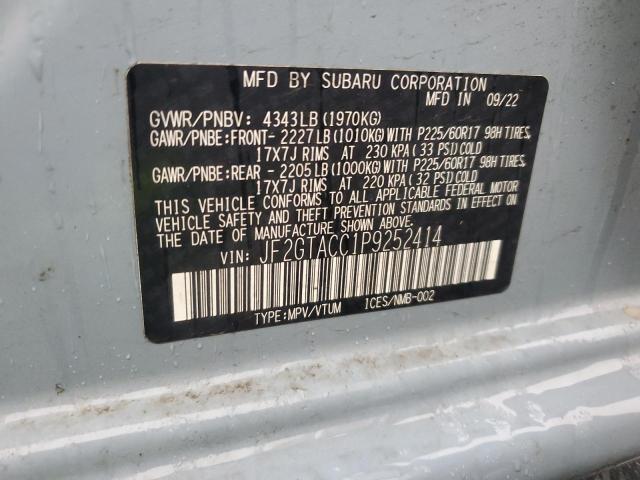 MFD BY SUBARU CORPORATION
MFD IN 09/22
GVWR/PNBV: 4343LB(1970KG)
GAWR/PNBE:FRONT- 2227LB(1010KG)WITH P225/60R17 98H TIRES,
17X7J RIMS AT 230 KPA( 33 PSI)COLD
GAWR/PNBE:REAR - 2205LB(1000KG)WITH P225/60R17 98H TIRES,
17X7J RIMS AT 220 KPA( 32 PSI)COLD
THIS VEHICLE CONFORMS TO ALL APPLICABLE FEDERAL MOTOR
VEHICLE SAFETY AND THEFT PREVENTION STANDARDS IN EFFECT ON
THE DATE OF MANUFACTURE SHOWN ABOVE.
VIN: JF2GTACC1P9252414
TYPE:MPV/VTUM ICES/NMB-002